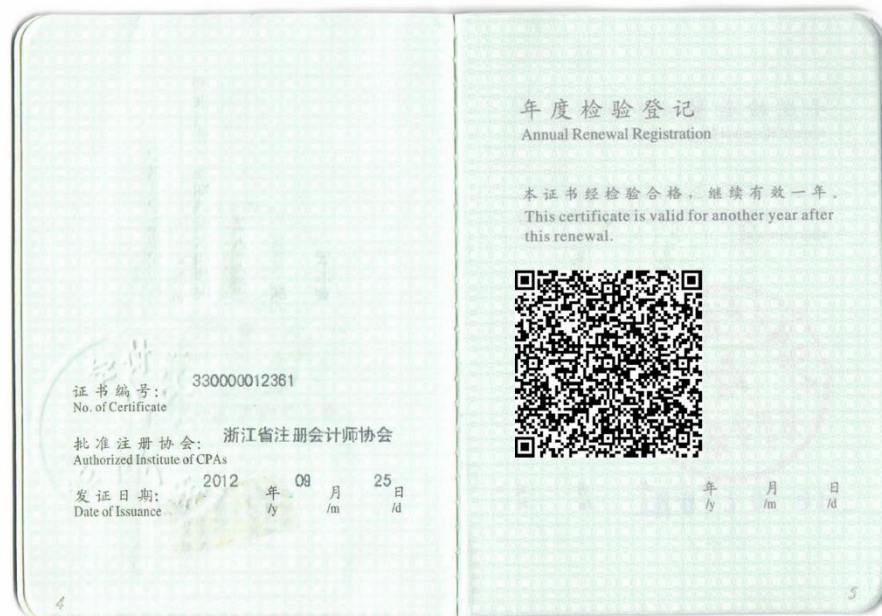 证书编号: 330000012361
No. of Certificate
批准注册协会: 浙江省注册会计师协会
Authorized Institute of CPAs
发证日期: 2012 年 09 月 25 日
Date of Issuance /y /m /d
4
年度检验登记
Annual Renewal Registration
本证书经检验合格，继续有效一年。
This certificate is valid for another year after
this renewal.
年 月 日
/y /m /d
5